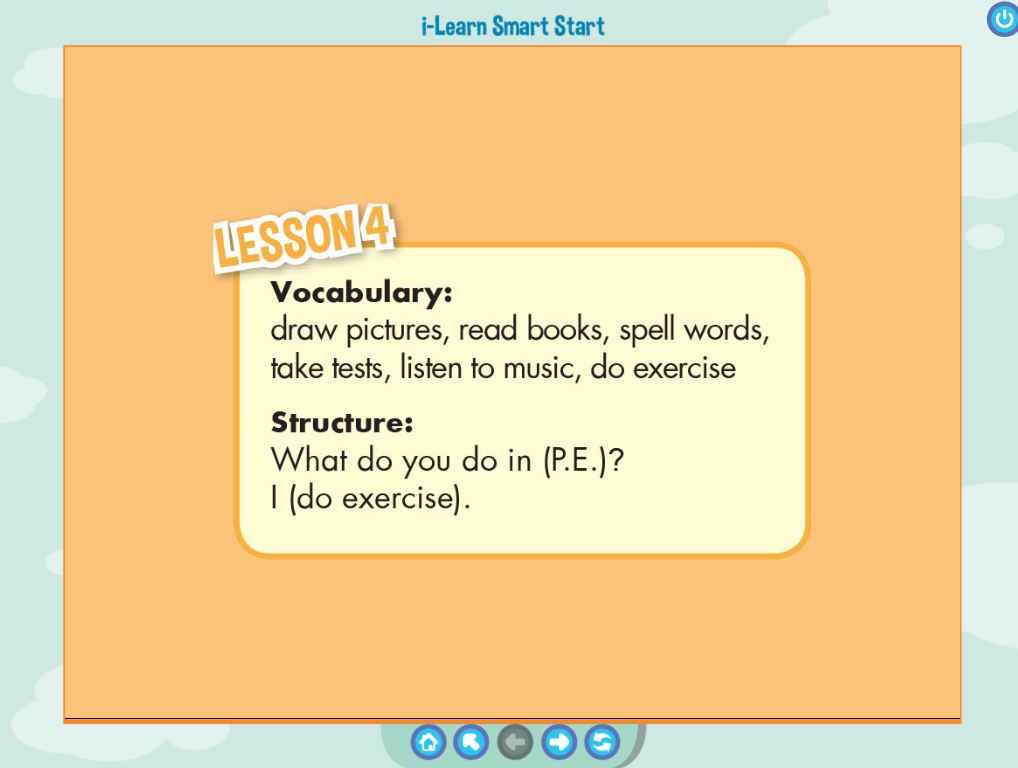 i-Learn Smart Start
LESSON 4
Vocabulary:
draw pictures, read books, spell words,
take tests, listen to music, do exercise
Structure:
What do you do in (P.E.)?
I (do exercise).